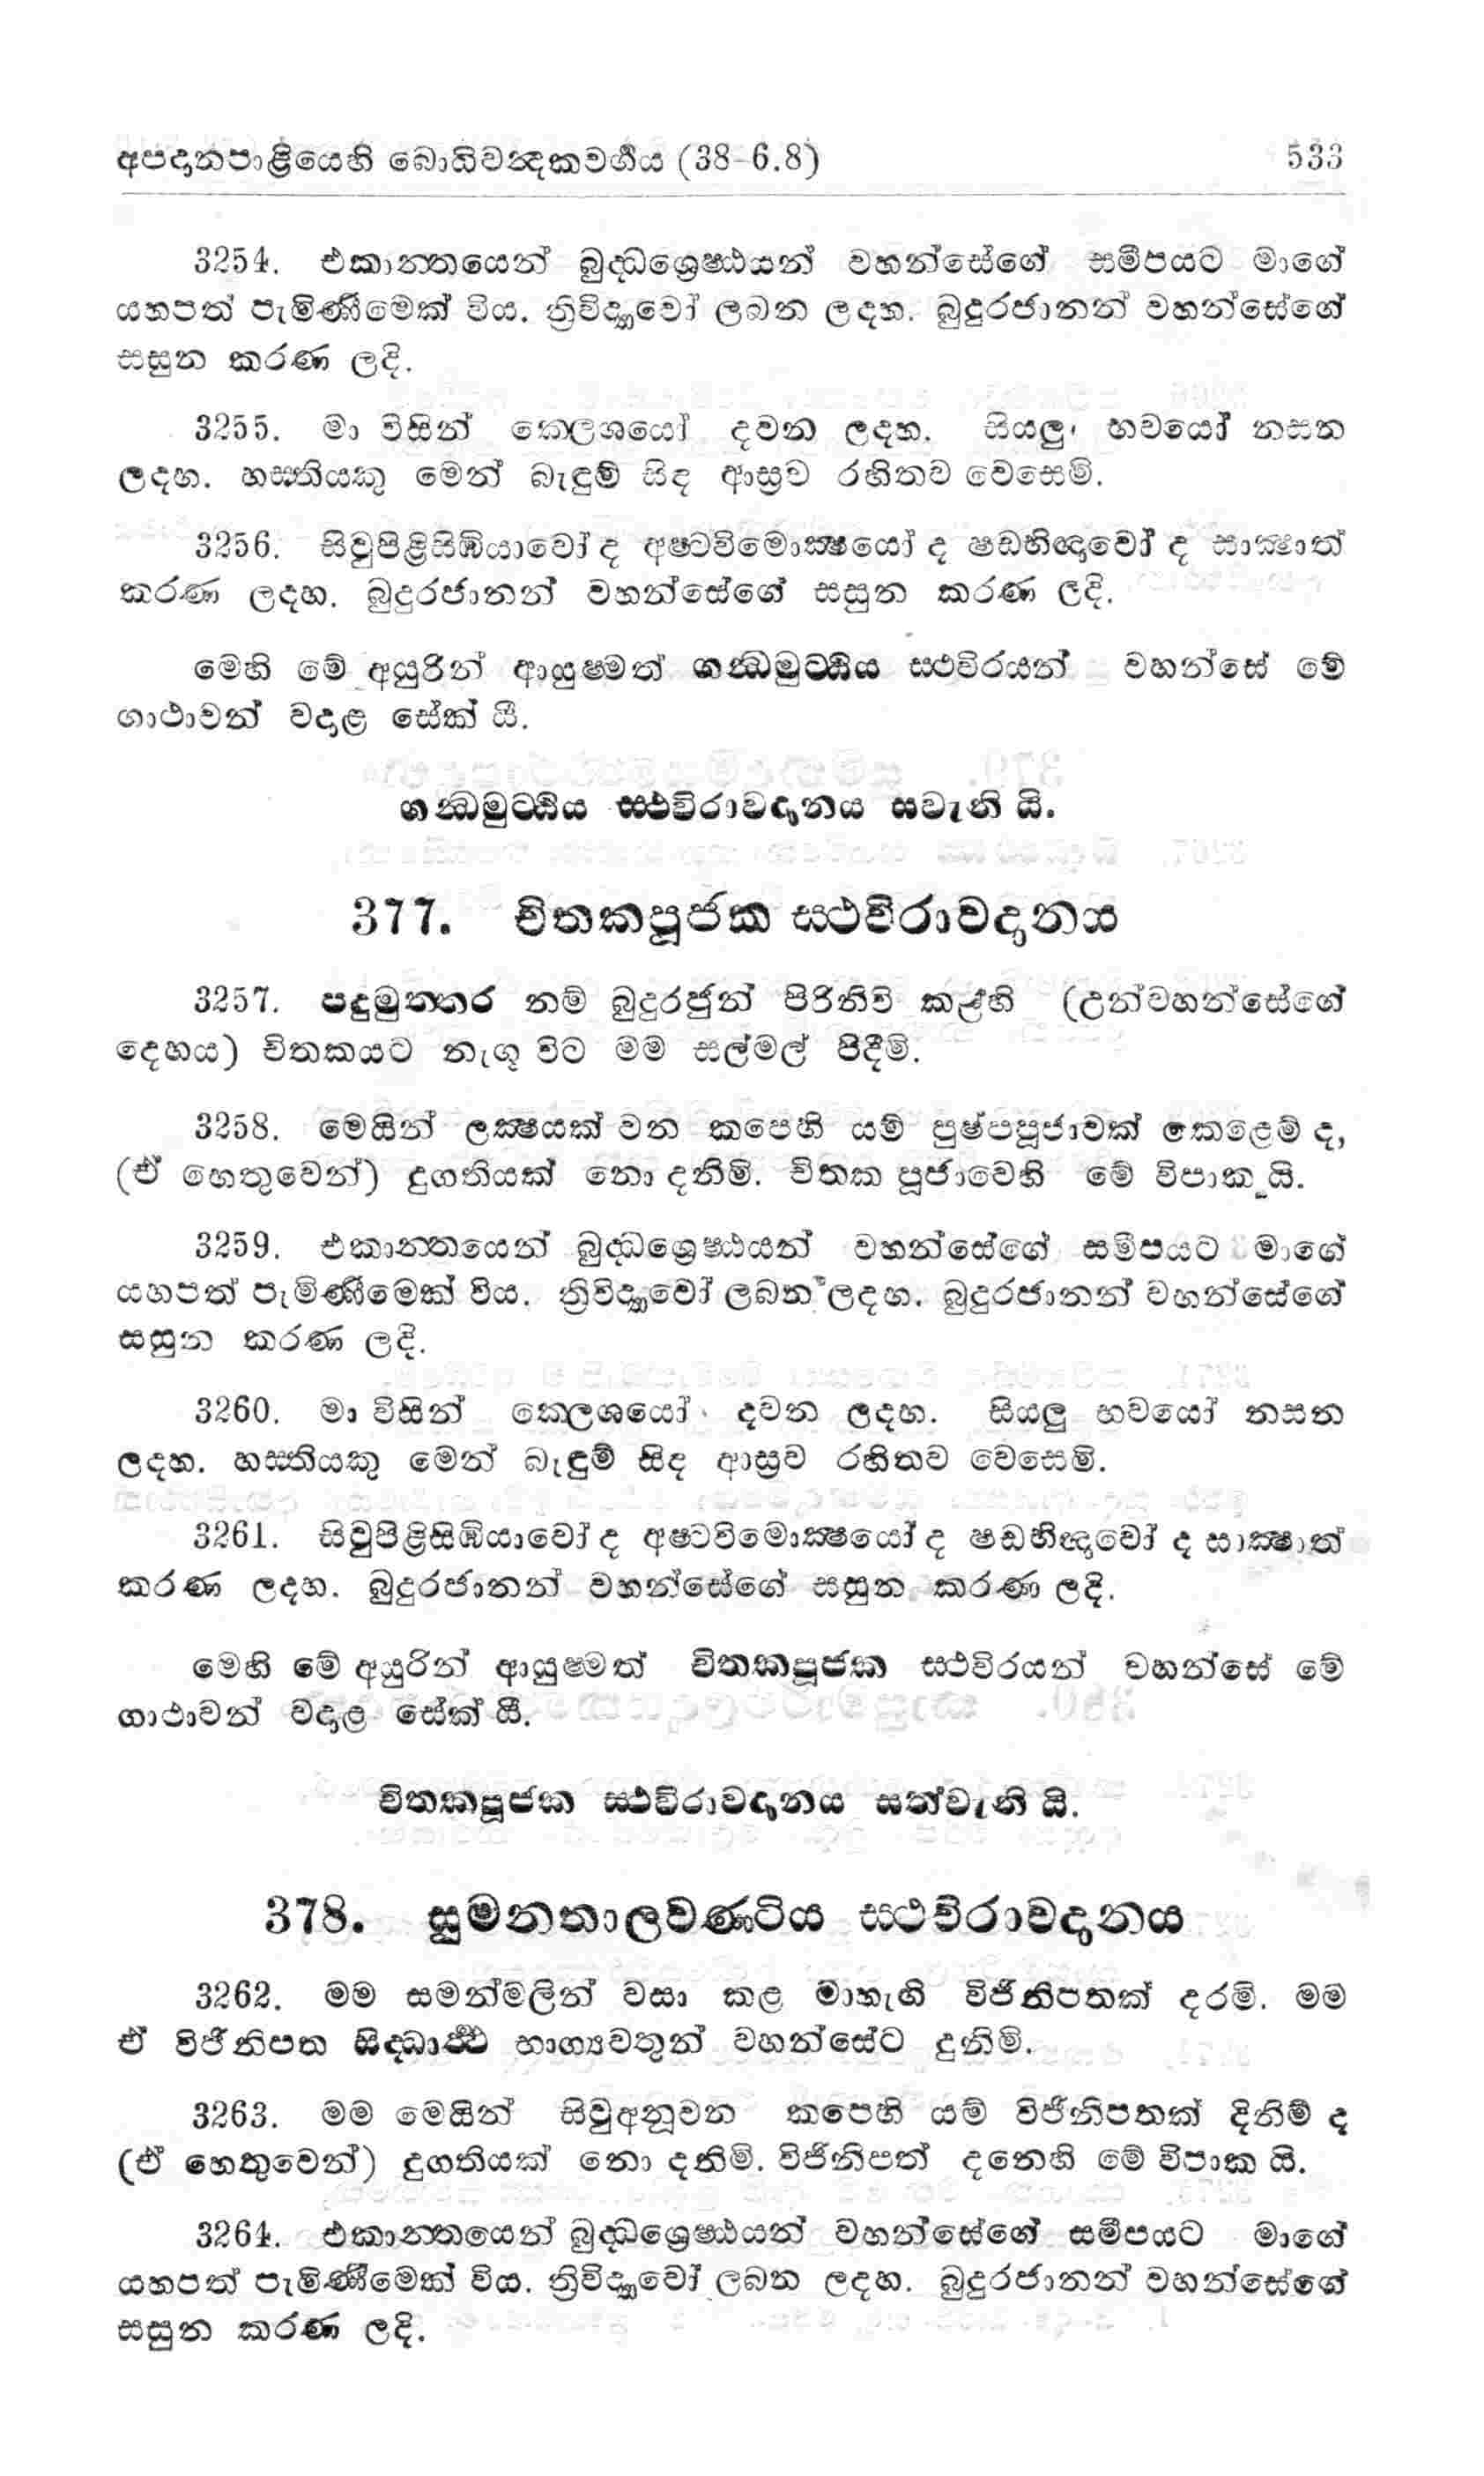 අපදානපාළියෙහි බොධිවන්දකවර්ගය (38-6.8) 533
3254. එකාන්තයෙන් බුද්ධශ්‍රෙෂ්ඨයන් වහන්සේගේ සමීපයට මාගේ
යහපත් පැමිණීමෙක් විය. ත්‍රිවිද්‍යාවෝ ලබන ලදහ. බුදුරජානන් වහන්සේගේ
සසුන කරණ ලදි.
3255. මා විසින් කෙලශයෝ දවන ලදහ. සියලු භවයෝ නසන
ලදහ. හස්තියකු මෙන් බැඳුම් සිඳ ආස්‍රව රහිතව වෙසෙමි.
3256. සිවුපිළිසිඹියාවෝ ද අෂ්ටවිමොක්‍ෂයෝ ද ෂඩභිඥාවෝ ද සාක්‍ෂාත්
කරණ ලදහ. බුදුරජානන් වහන්සේගේ සසුන කරණ ලදි.
මෙහි මේ අයුරින් ආයුෂ්මත් ගන්ධමුට්ඨිය ස්ථවිරයන් වහන්සේ මේ
ගාථාවන් වදාළ සේක් යී.
ගන්ධමුට්ඨිය ස්ථවිරාවදානය සවැනි යි.
377. චිතකපූජක ස්ථවිරාවදානය
3257. පදුමුත්තර නම් බුදුරජුන් පිරිනිවි කල්හි (උන්වහන්සේගේ
දෙහය) චිතකයට නැගූ විට මම සල්මල් පිදීමි.
3258. මෙයින් ලක්‍ෂයක් වන කපෙහි යම් පුෂ්පපූජාවක් කෙළෙම් ද,
(ඒ හෙතුවෙන්) දුගතියක් නො දනිමි. චිතක පූජාවෙහි මේ විපාක යි.
3259. එකාන්තයෙන් බුද්ධශ්‍රෙෂ්ඨයන් වහන්සේගේ සමීපයට මාගේ
යහපත් පැමිණීමෙක් විය. ත්‍රිවිද්‍යාවෝ ලබන ලදහ. බුදුරජානන් වහන්සේගේ
සසුන කරණ ලදි.
3260. මා විසින් කෙලශයෝ දවන ලදහ. සියලු භවයෝ නසන
ලදහ. හස්තියකු මෙන් බැඳුම් සිඳ ආස්‍රව රහිතව වෙසෙමි.
3261. සිවුපිළිසිඹියාවෝ ද අෂ්ටවිමොක්‍ෂයෝ ද ෂඩභිඥාවෝ ද සාක්‍ෂාත්
කරණ ලදහ. බුදුරජානන් වහන්සේගේ සසුන කරණ ලදි.
මෙහි මේ අයුරින් ආයුෂ්මත් චිතකපූජක ස්ථවිරයන් වහන්සේ මේ
ගාථාවන් වදාළ සේක් යී.
චිතකපූජක ස්ථවිරාවදානය සත්වැනි යි.
378. සුමනතාලවණ්ටිය ස්ථවිරාවදානය
3262. මම සමන්මලින් වසා කළ මාහැඟි විජිනිපතක් දරමි. මම
ඒ විජිනිපත සිද්ධාර්ත්‍ථ භාග්‍යවතුන් වහන්සේට දුනිමි.
3263. මම මෙයින් සිවුඅනූවන කපෙහි යම් විජිනිපතක් දිනිම් ද
(ඒ හෙතුවෙන්) දුගතියක් නො දනිමි. විජිනිපත් දනෙහි මේ විපාක යි.
3264. එකාන්තයෙන් බුද්ධශ්‍රෙෂ්ඨයන් වහන්සේගේ සමීපයට මාගේ
යහපත් පැමිණීමෙක් විය. ත්‍රිවිද්‍යාවෝ ලබන ලදහ. බුදුරජානන් වහන්සේගේ
සසුන කරණ ලදි.